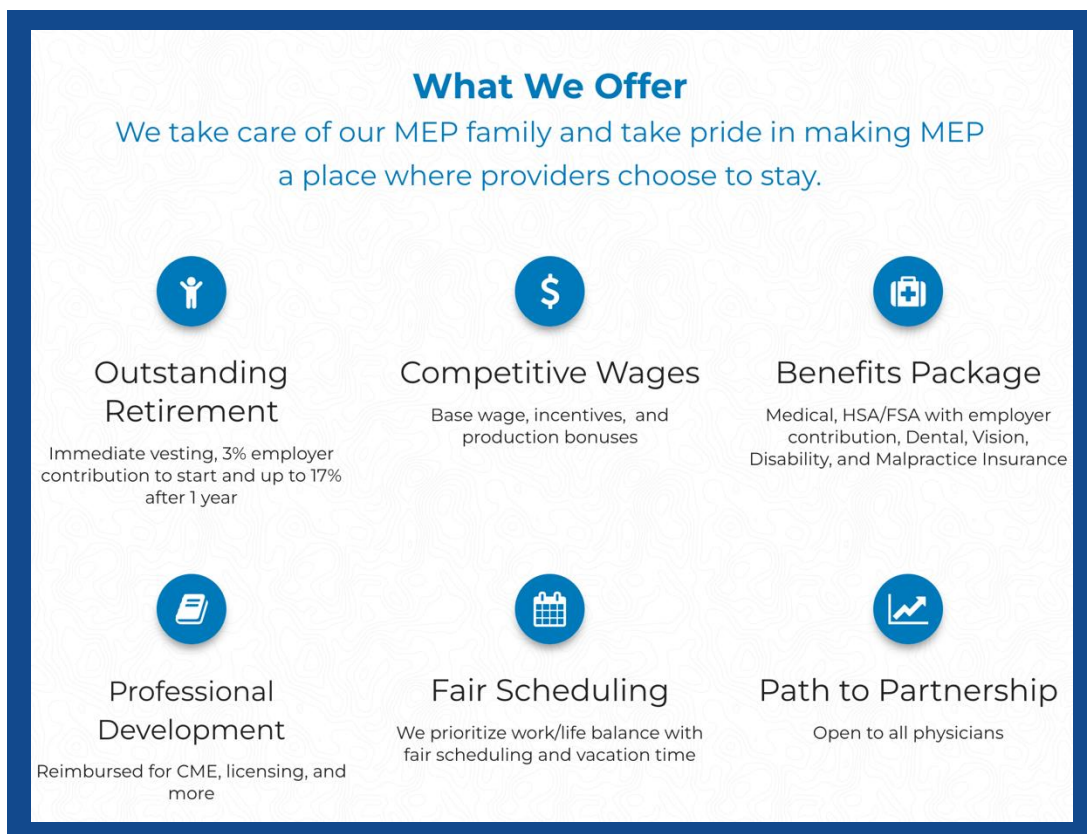 What We Offer
We take care of our MEP family and take pride in making MEP
a place where providers choose to stay.
Outstanding
Retirement
Immediate vesting, 3% employer
contribution to start and up to 17%
after 1 year
$
Competitive Wages
Base wage, incentives, and
production bonuses
Benefits Package
Medical, HSA/FSA with employer
contribution, Dental, Vision,
Disability, and Malpractice Insurance
Professional
Development
Reimbursed for CME, licensing, and
more
Fair Scheduling
We prioritize work/life balance with
fair scheduling and vacation time
Path to Partnership
Open to all physicians